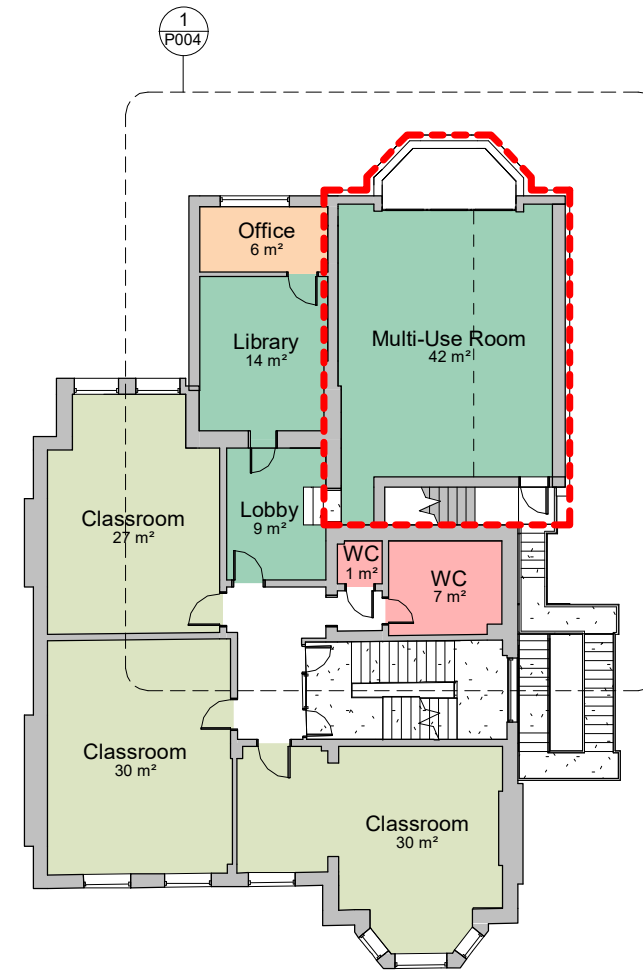 1
P004
Office
6 m²
Library
14 m²
Multi-Use Room
42 m²
Classroom
27 m²
Lobby
9 m²
WC
1 m²
WC
7 m²
Classroom
30 m²
Classroom
30 m²